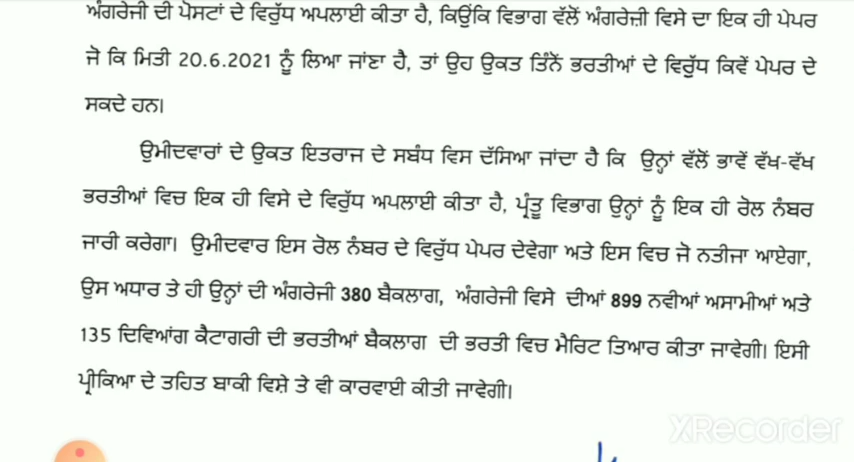 ਅੰਗਰੇਜੀ ਦੀ ਪੋਸਟਾਂ ਦੇ ਵਿਰੁੱਧ ਅਪਲਾਈ ਕੀਤਾ ਹੈ, ਕਿਉਂਕਿ ਵਿਭਾਗ ਵੱਲੋਂ ਅੰਗਰੇਜ਼ੀ ਵਿਸੇ ਦਾ ਇਕ ਹੀ ਪੇਪਰ
ਜੋ ਕਿ ਮਿਤੀ 20.6.2021 ਨੂੰ ਲਿਆ ਜਾਂਣਾ ਹੈ, ਤਾਂ ਉਹ ਉਕਤ ਤਿੰਨੋਂ ਭਰਤੀਆਂ ਦੇ ਵਿਰੁੱਧ ਕਿਵੇਂ ਪੇਪਰ ਦੇ
ਸਕਦੇ ਹਨ।
ਉਮੀਦਵਾਰਾਂ ਦੇ ਉਕਤ ਇਤਰਾਜ ਦੇ ਸਬੰਧ ਵਿਸ ਦੱਸਿਆ ਜਾਂਦਾ ਹੈ ਕਿ ਉਨ੍ਹਾਂ ਵੱਲੋਂ ਭਾਵੇਂ ਵੱਖ-ਵੱਖ
ਭਰਤੀਆਂ ਵਿਚ ਇਕ ਹੀ ਵਿਸੇ ਦੇ ਵਿਰੁੱਧ ਅਪਲਾਈ ਕੀਤਾ ਹੈ, ਪ੍ਰੰਤੂ ਵਿਭਾਗ ਉਨ੍ਹਾਂ ਨੂੰ ਇਕ ਹੀ ਰੋਲ ਨੰਬਰ
ਜਾਰੀ ਕਰੇਗਾ। ਉਮੀਦਵਾਰ ਇਸ ਰੋਲ ਨੰਬਰ ਦੇ ਵਿਰੁੱਧ ਪੇਪਰ ਦੇਵੇਗਾ ਅਤੇ ਇਸ ਵਿਚ ਜੋ ਨਤੀਜਾ ਆਏਗਾ,
ਉਸ ਅਧਾਰ ਤੇ ਹੀ ਉਨ੍ਹਾਂ ਦੀ ਅੰਗਰੇਜੀ 380 ਬੈਕਲਾਗ, ਅੰਗਰੇਜੀ ਵਿਸੇ ਦੀਆਂ 899 ਨਵੀਆਂ ਅਸਾਮੀਆਂ ਅਤੇ
135 ਦਿਵਿਆਂਗ ਕੈਟਾਗਰੀ ਦੀ ਭਰਤੀਆਂ ਬੈਕਲਾਗ ਦੀ ਭਰਤੀ ਵਿਚ ਮੈਰਿਟ ਤਿਆਰ ਕੀਤਾ ਜਾਵੇਗੀ। ਇਸੀ
ਪ੍ਰੀਕਿਆ ਦੇ ਤਹਿਤ ਬਾਕੀ ਵਿਸ਼ੇ ਤੇ ਵੀ ਕਾਰਵਾਈ ਕੀਤੀ ਜਾਵੇਗੀ।
XRecorder